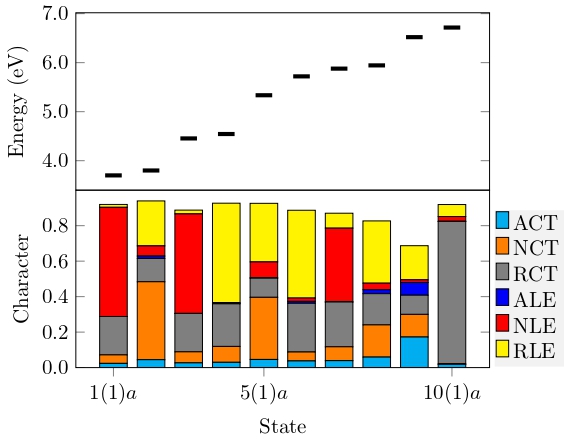 7.0
6.0
5.0
4.0
Energy (eV)
0.8
0.6
0.4
0.2
0.0
Character
1(1)a
5(1)a
10(1)a
State
ACT
NCT
RCT
ALE
NLE
RLE